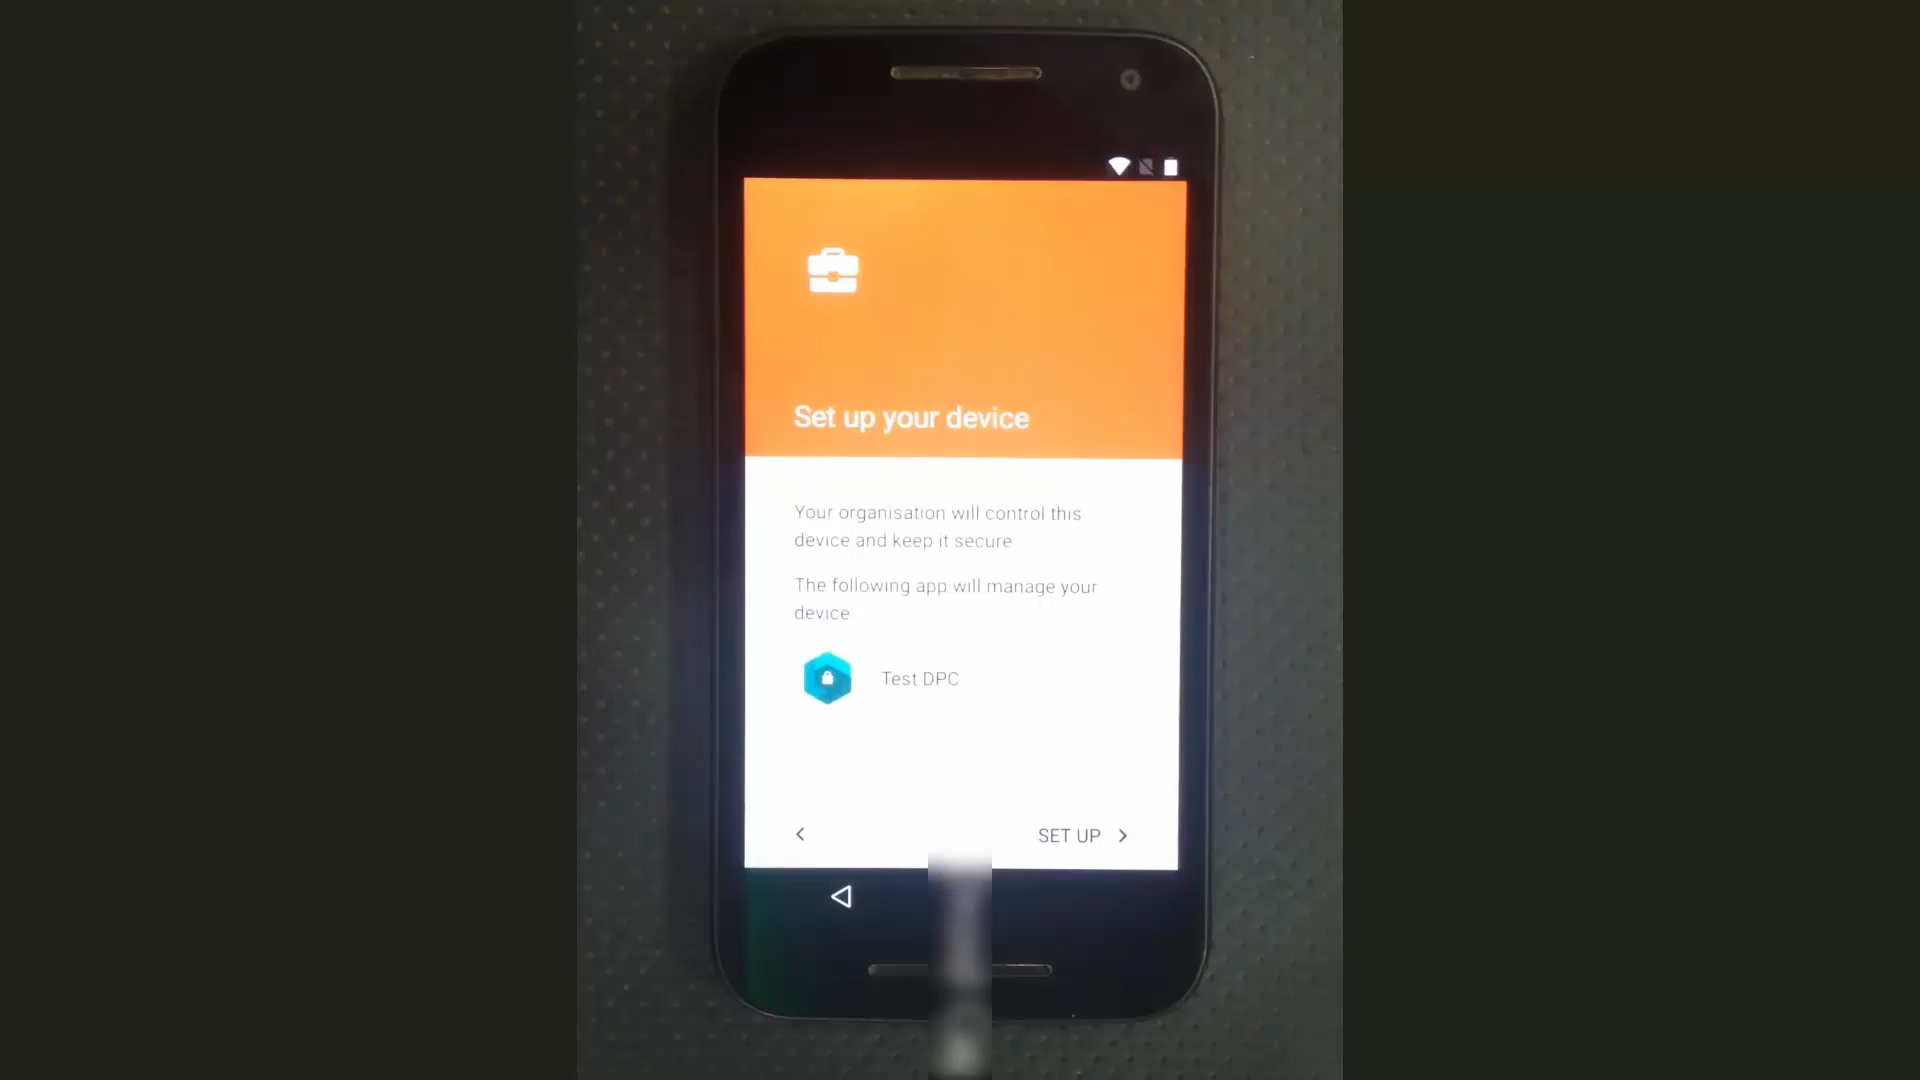 Set up your device
Your organisation will control this
device and keep it secure
The following app will manage your
device
Test DPC
SET UP